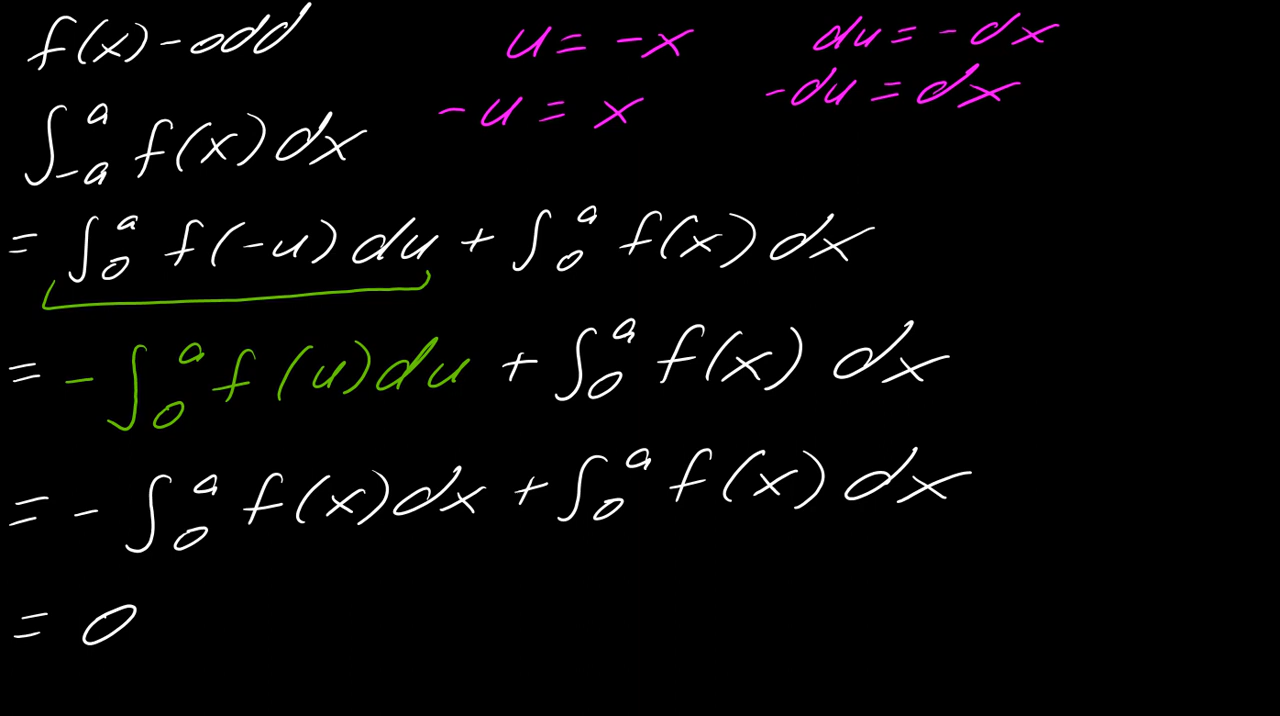 f(x) - odd
u = -x
du = -dx
-u = x
-du = dx
∫_{-a}^{a} f(x) dx
= ∫_0^a f(-u) du + ∫_0^a f(x) dx
= - ∫_0^a f(u) du + ∫_0^a f(x) dx
= - ∫_0^a f(x) dx + ∫_0^a f(x) dx
= 0